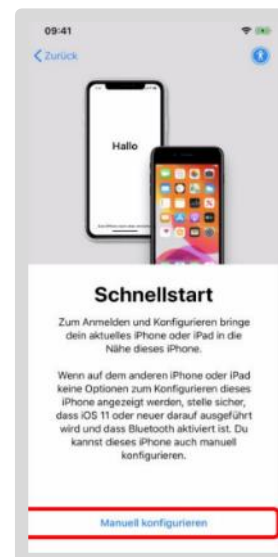 09:41
Zurück
Hallo
Schnellstart
Zum Anmelden und Konfigurieren bringe
dein aktuelles iPhone oder iPad in die
Nähe dieses iPhone.
Wenn auf dem anderen iPhone oder iPad
keine Optionen zum Konfigurieren dieses
iPhone angezeigt werden, stelle sicher,
dass iOS 11 oder neuer darauf ausgeführt
wird und dass Bluetooth aktiviert ist. Du
kannst dieses iPhone auch manuell
konfigurieren.
Manuell konfigurieren